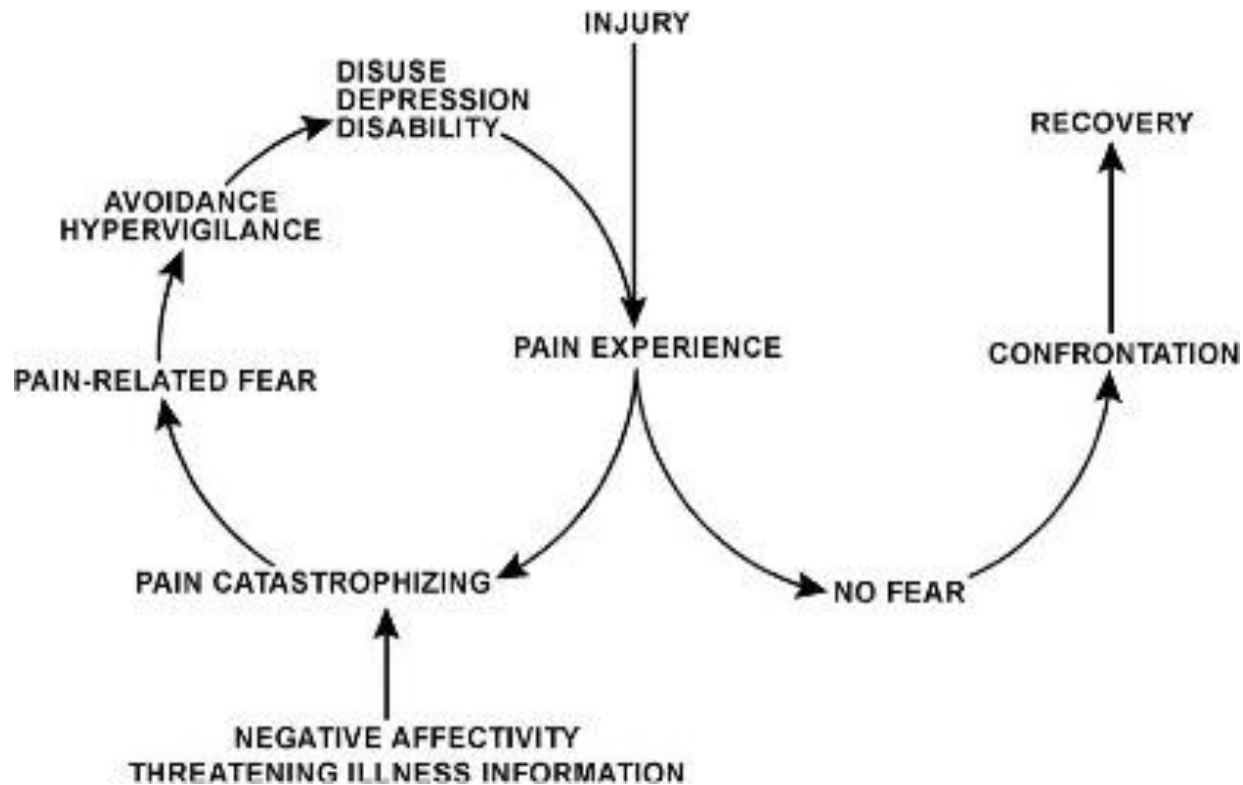 INJURY
DISUSE
DEPRESSION
DISABILITY
RECOVERY
AVOIDANCE
HYPERVIGILANCE
PAIN EXPERIENCE
CONFRONTATION
PAIN-RELATED FEAR
PAIN CATASTROPHIZING
NO FEAR
NEGATIVE AFFECTIVITY
THREATENING ILLNESS INFORMATION